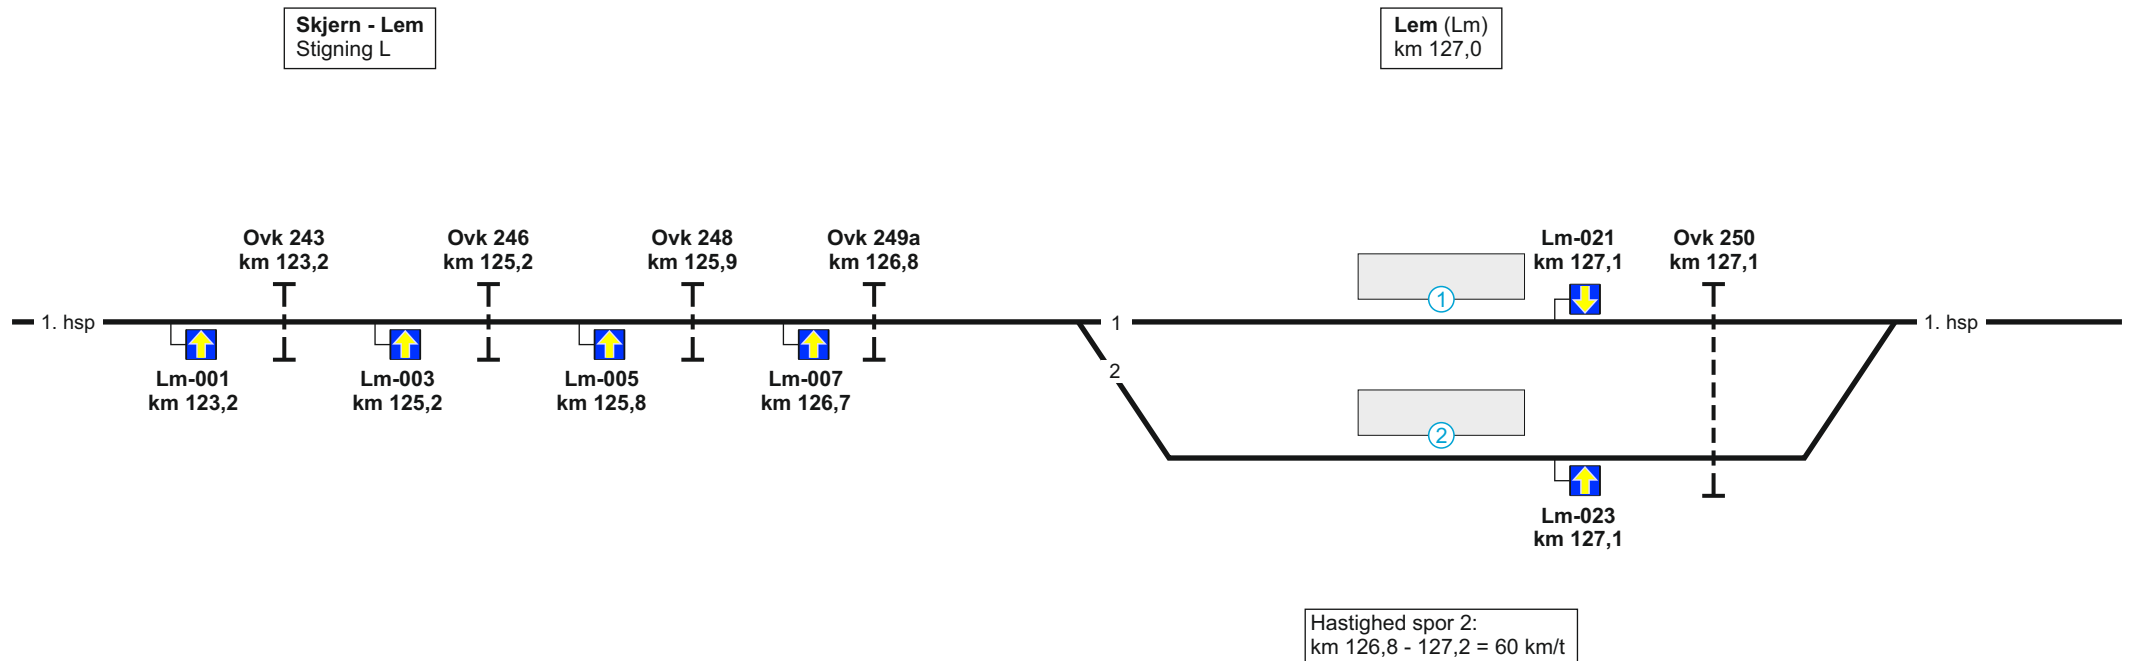 Skjern - Lem
Stigning L
Lem (Lm)
km 127,0
Ovk 243
km 123,2
Ovk 246
km 125,2
Ovk 248
km 125,9
Ovk 249a
km 126,8
Lm-021
km 127,1
Ovk 250
km 127,1
1
1. hsp
1
1. hsp
Lm-001
km 123,2
Lm-003
km 125,2
Lm-005
km 125,8
Lm-007
km 126,7
2
2
Lm-023
km 127,1
Hastighed spor 2:
km 126,8 - 127,2 = 60 km/t